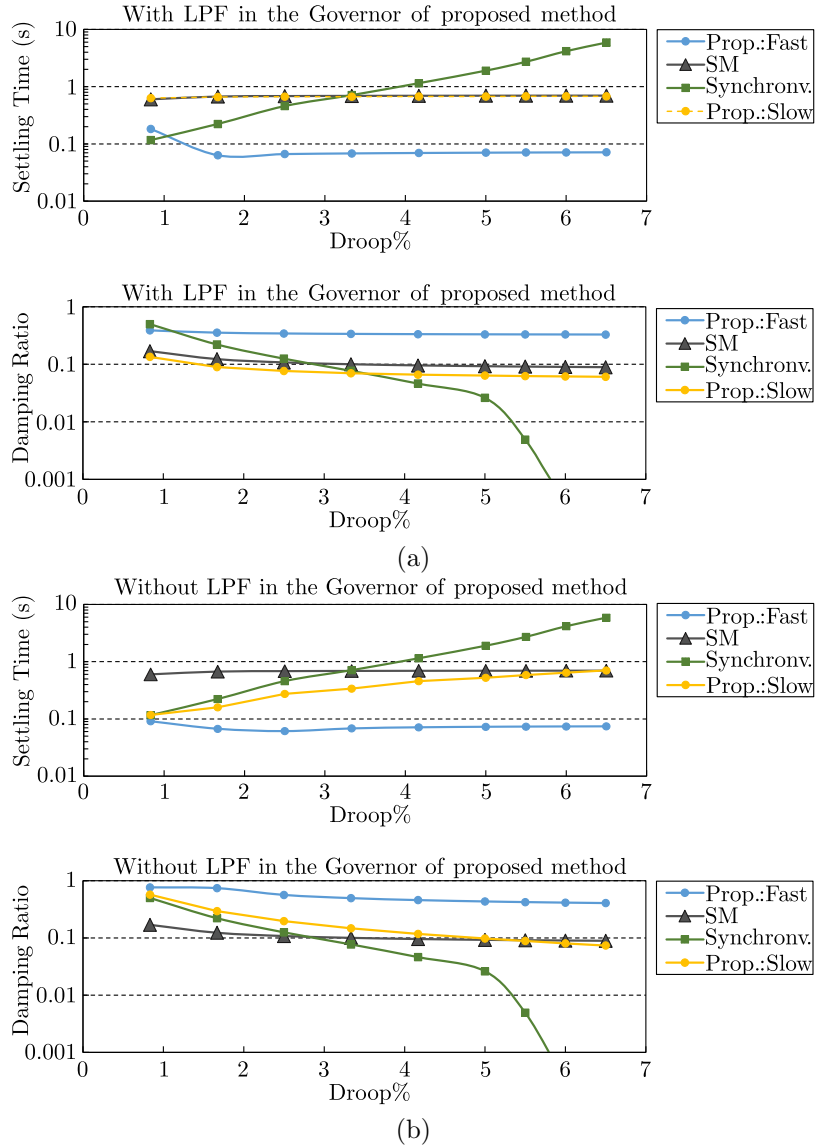 With LPF in the Governor of proposed method
Settling Time (s)
10
1
0.1
0.01
0 1 2 3 4 5 6 7
Droop%
Prop.:Fast
SM
Synchronv.
Prop.:Slow
With LPF in the Governor of proposed method
Damping Ratio
1
0.1
0.01
0.001
0 1 2 3 4 5 6 7
Droop%
Prop.:Fast
SM
Synchronv.
Prop.:Slow
(a)
Without LPF in the Governor of proposed method
Settling Time (s)
10
1
0.1
0.01
0 1 2 3 4 5 6 7
Droop%
Prop.:Fast
SM
Synchronv.
Prop.:Slow
Without LPF in the Governor of proposed method
Damping Ratio
1
0.1
0.01
0.001
0 1 2 3 4 5 6 7
Droop%
Prop.:Fast
SM
Synchronv.
Prop.:Slow
(b)